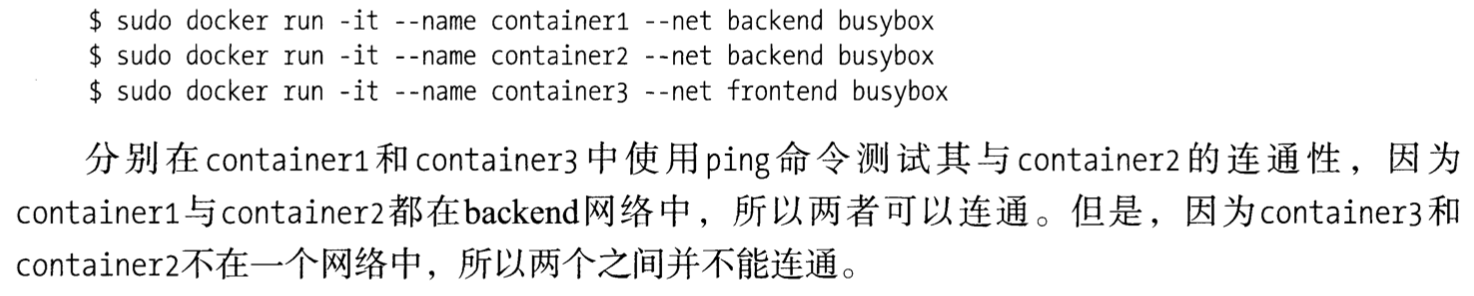 $ sudo docker run -it --name container1 --net backend busybox
$ sudo docker run -it --name container2 --net backend busybox
$ sudo docker run -it --name container3 --net frontend busybox
分别在container1和container3中使用ping命令测试其与container2的连通性，因为
container1与container2都在backend网络中，所以两者可以连通。但是，因为container3和
container2不在一个网络中，所以两个之间并不能连通。